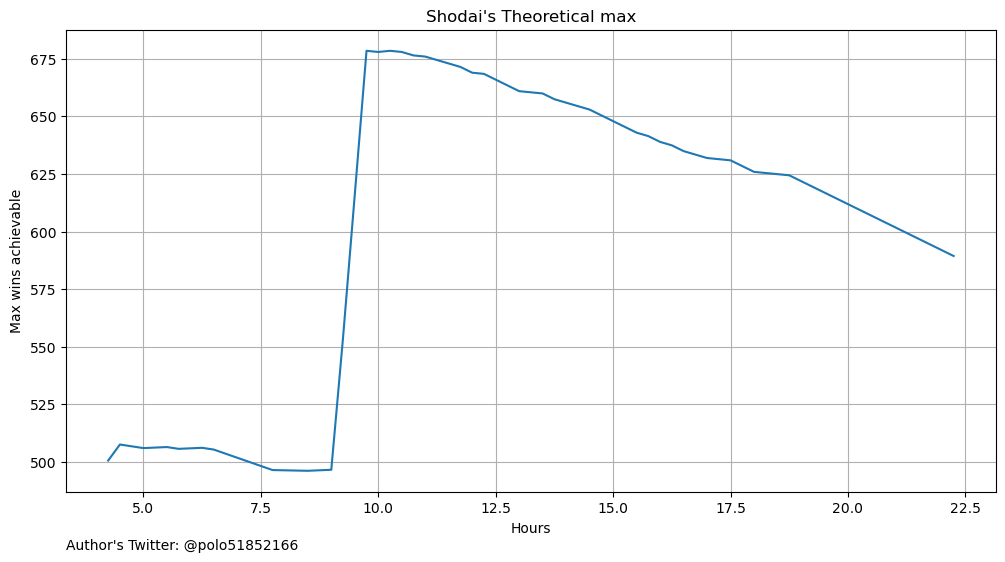 Shodai's Theoretical max
Max wins achievable
675
650
625
600
575
550
525
500
5.0 7.5 10.0 12.5 15.0 17.5 20.0 22.5
Hours
Author's Twitter: @polo51852166